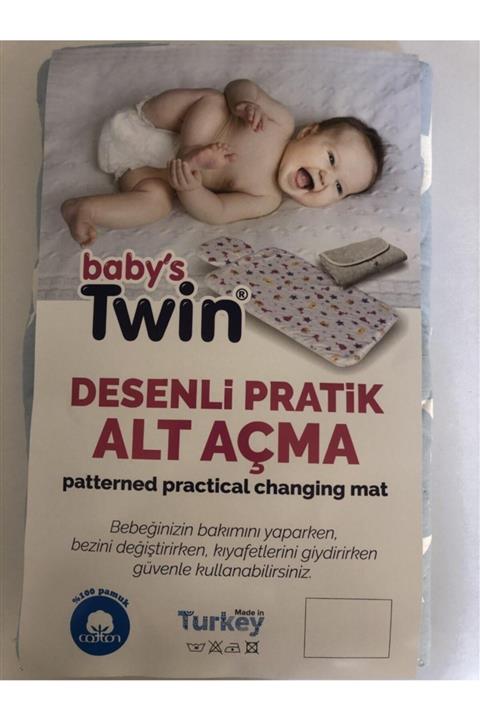 baby's
Twin®
DESENLİ PRATİK
ALT AÇMA
patterned practical changing mat
Bebeğinizin bakımını yaparken,
bezini değiştirirken, kıyafetlerini giydirirken
güvenle kullanabilirsiniz.
%100 pamuk
cotton
Made in
Turkey